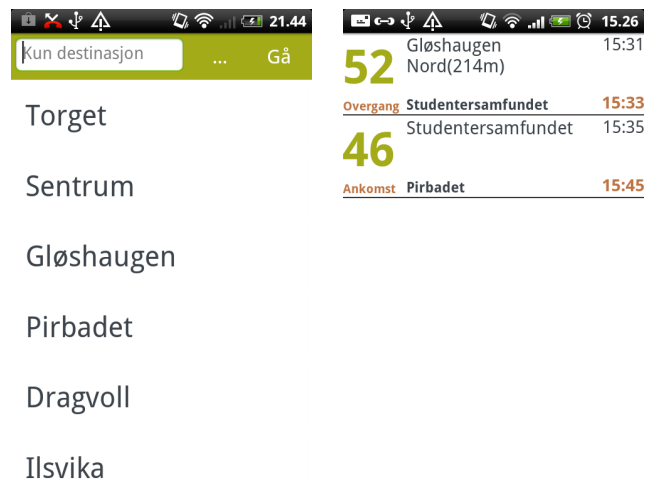 21.44
Kun destinasjon
...
Gå
Torget
Sentrum
Gløshaugen
Pirbadet
Dragvoll
Ilsvika
15.26
52
Gløshaugen 15:31
Nord(214m)
Overgang Studentersamfundet 15:33
46
Studentersamfundet 15:35
Ankomst Pirbadet 15:45